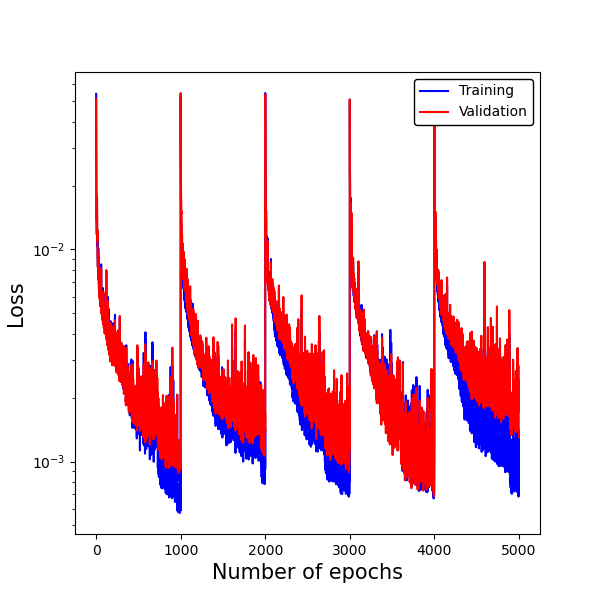 Training
Validation
Loss
10⁻²
10⁻³
0 1000 2000 3000 4000 5000
Number of epochs